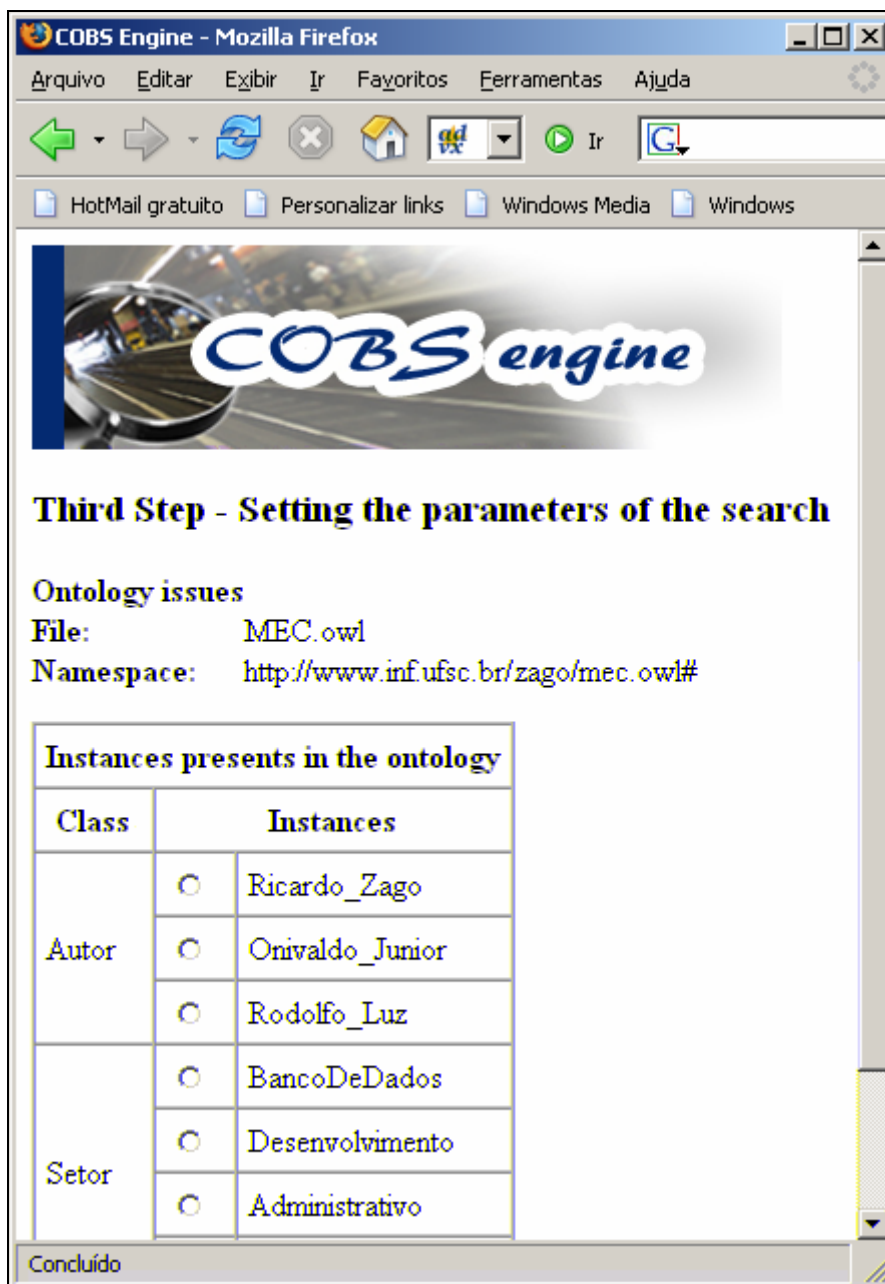 COBS Engine - Mozilla Firefox
Arquivo Editar Exibir Ir Favoritos Ferramentas Ajuda
Ir G
HotMail gratuito Personalizar links Windows Media Windows
COBS engine
Third Step - Setting the parameters of the search
Ontology issues
File: MEC.owl
Namespace: http://www.inf.ufsc.br/zago/mec.owl#
Instances presents in the ontology
Class Instances
Autor
Ricardo_Zago
Onivaldo_Junior
Rodolfo_Luz
Setor
BancoDeDados
Desenvolvimento
Administrativo
Concluído